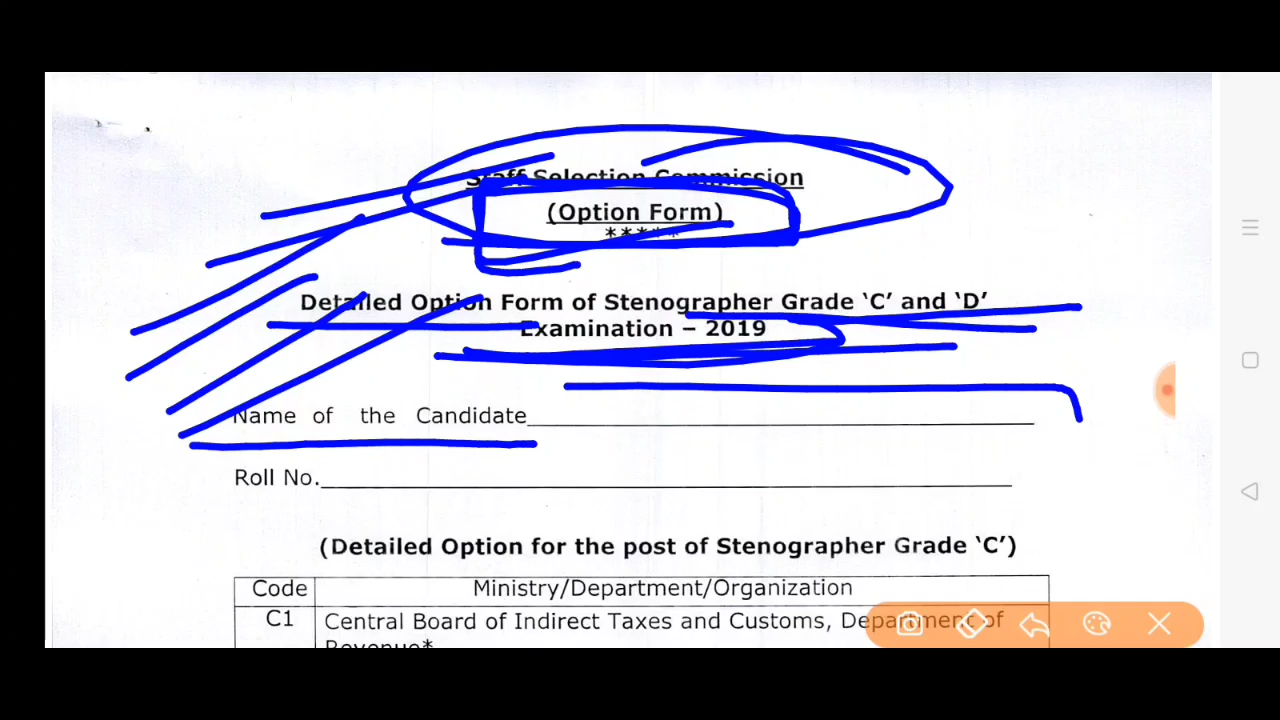 Staff Selection Commission
(Option Form)
*****
Detailed Option Form of Stenographer Grade ‘C’ and ‘D’
Examination – 2019
Name of the Candidate
Roll No.
(Detailed Option for the post of Stenographer Grade ‘C’)
Code Ministry/Department/Organization
C1 Central Board of Indirect Taxes and Customs, Department of
Revenue*